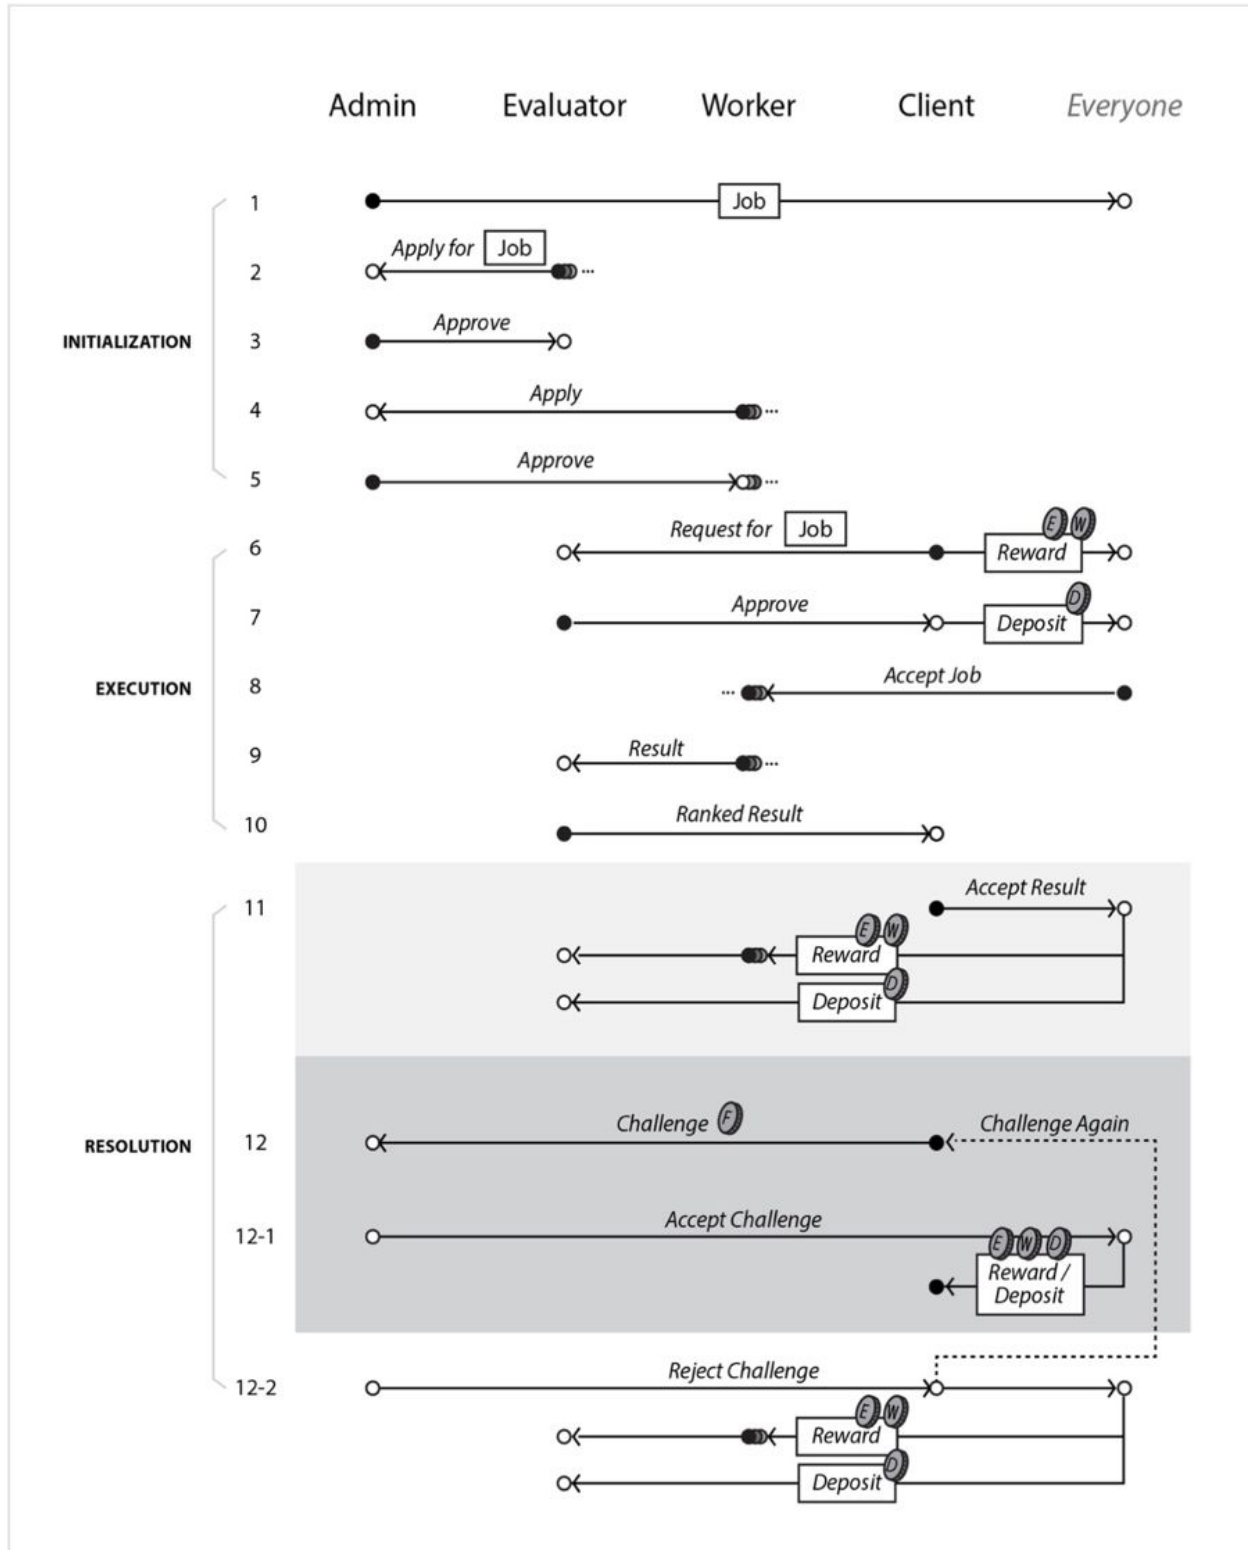 Admin Evaluator Worker Client Everyone
1 Job
Apply for Job
2 ...
INITIALIZATION
3 Approve
4 Apply ...
5 Approve ...
6 Request for Job E W Reward
7 Approve D Deposit
EXECUTION
8 ... Accept Job
9 Result ...
10 Ranked Result
11 Accept Result
E W
Reward
D
Deposit
RESOLUTION
12 Challenge F Challenge Again
12-1 Accept Challenge
E W D
Reward /
Deposit
12-2 Reject Challenge
E W
Reward
D
Deposit